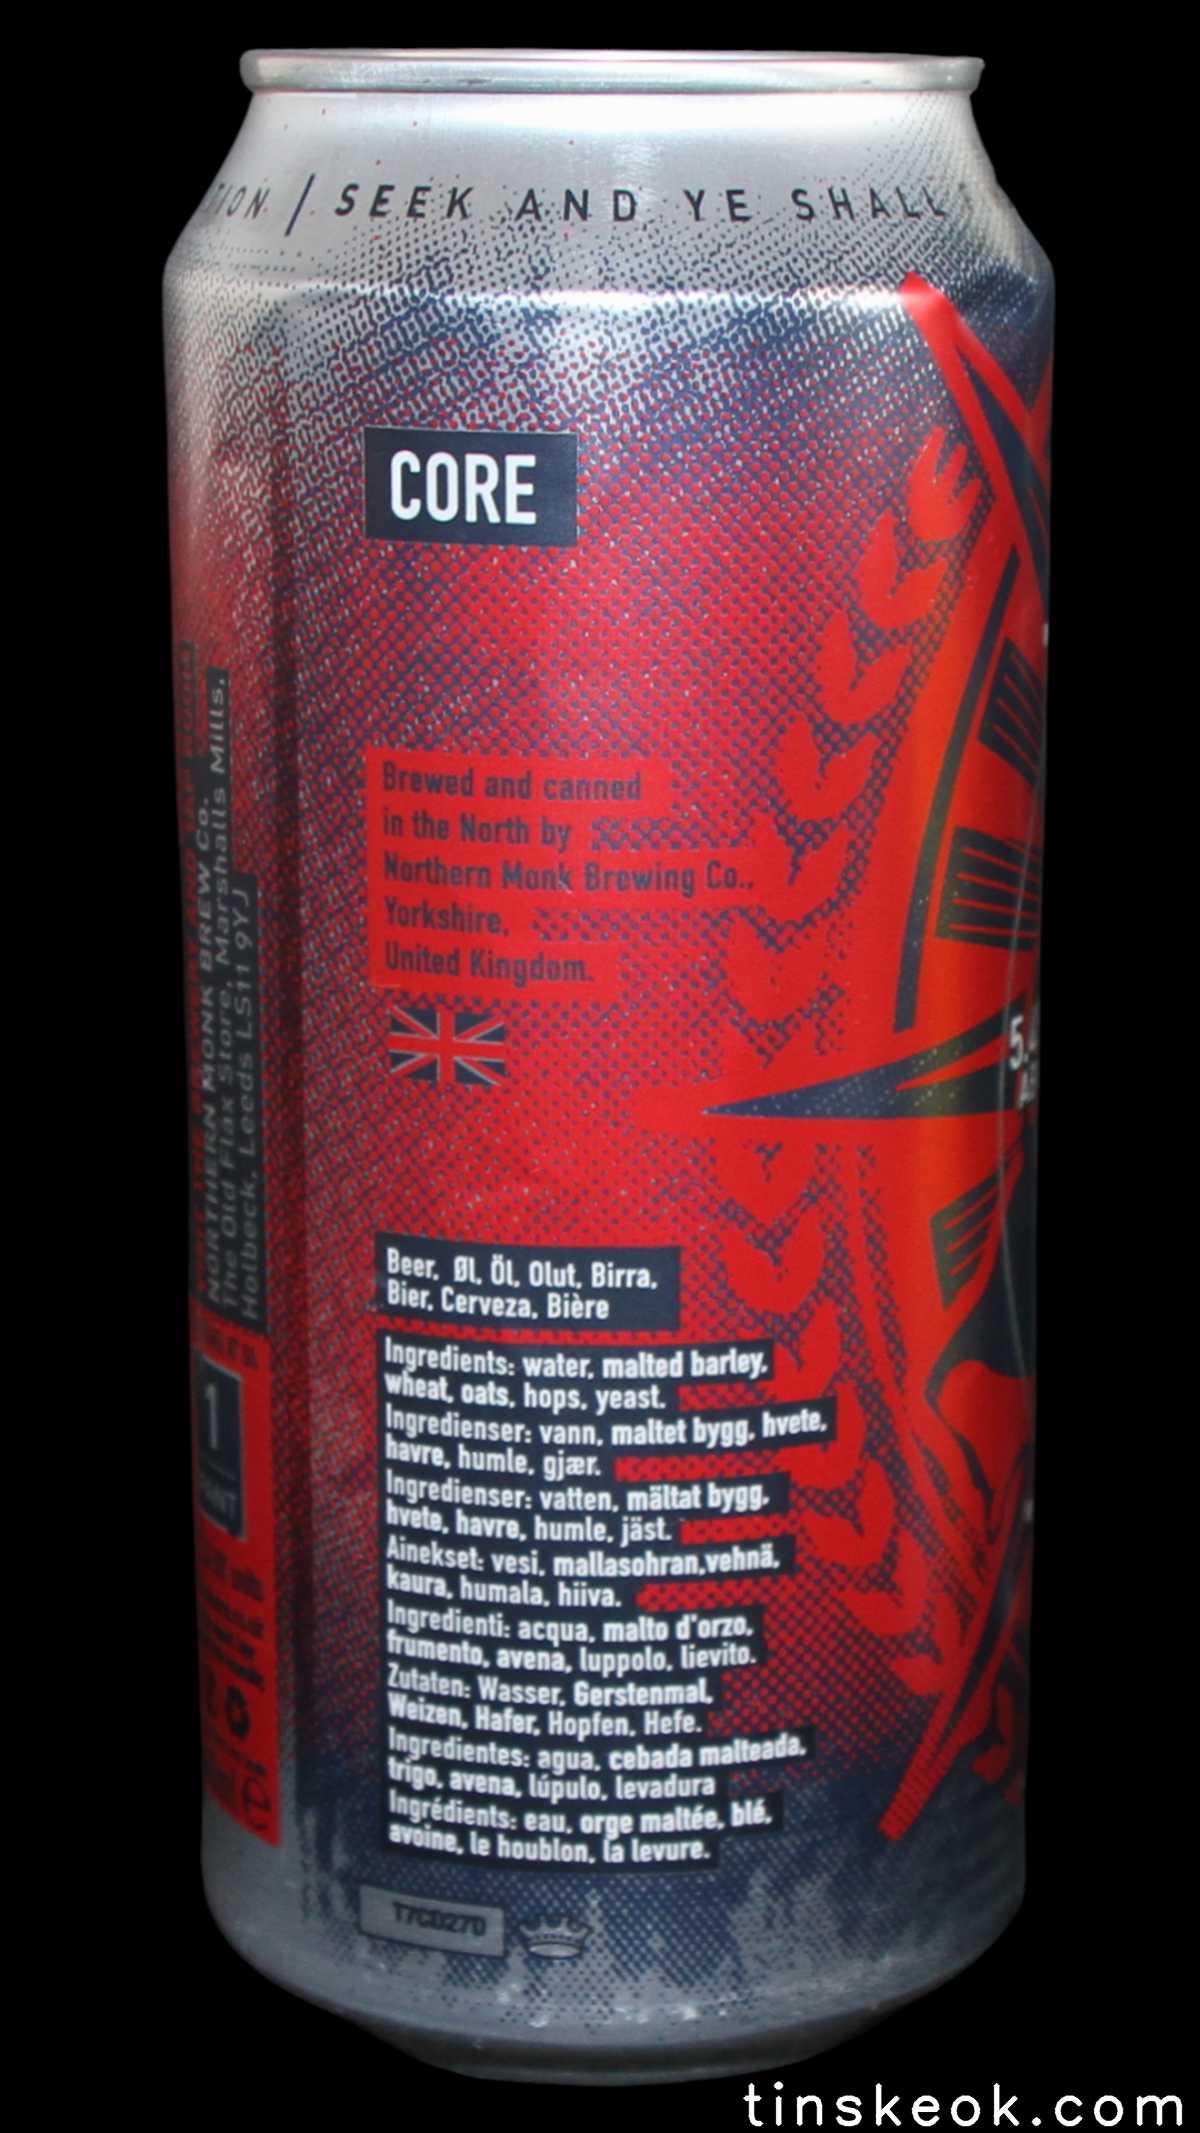 TION / SEEK AND YE SHALL
CORE
Brewed and canned
in the North by
Northern Monk Brewing Co.,
Yorkshire,
United Kingdom.
NORTHERN MONK BREW Co.
The Old Flax Store, Marshalls Mills,
Holbeck, Leeds LS11 9YJ
1
Beer, Øl, Öl, Olut, Birra,
Bier, Cerveza, Bière
Ingredients: water, malted barley,
wheat, oats, hops, yeast.
Ingredienser: vann, maltet bygg, hvete,
havre, humle, gjær.
Ingredienser: vatten, mältat bygg,
hvete, havre, humle, jäst.
Ainekset: vesi, mallasohran,vehnä,
kaura, humala, hiiva.
Ingredienti: acqua, malto d'orzo,
frumento, avena, luppolo, lievito.
Zutaten: Wasser, Gerstenmal,
Weizen, Hafer, Hopfen, Hefe.
Ingredientes: agua, cebada malteada,
trigo, avena, lúpulo, levadura
Ingrédients: eau, orge maltée, blé,
avoine, le houblon, la levure.
tinskeok.com